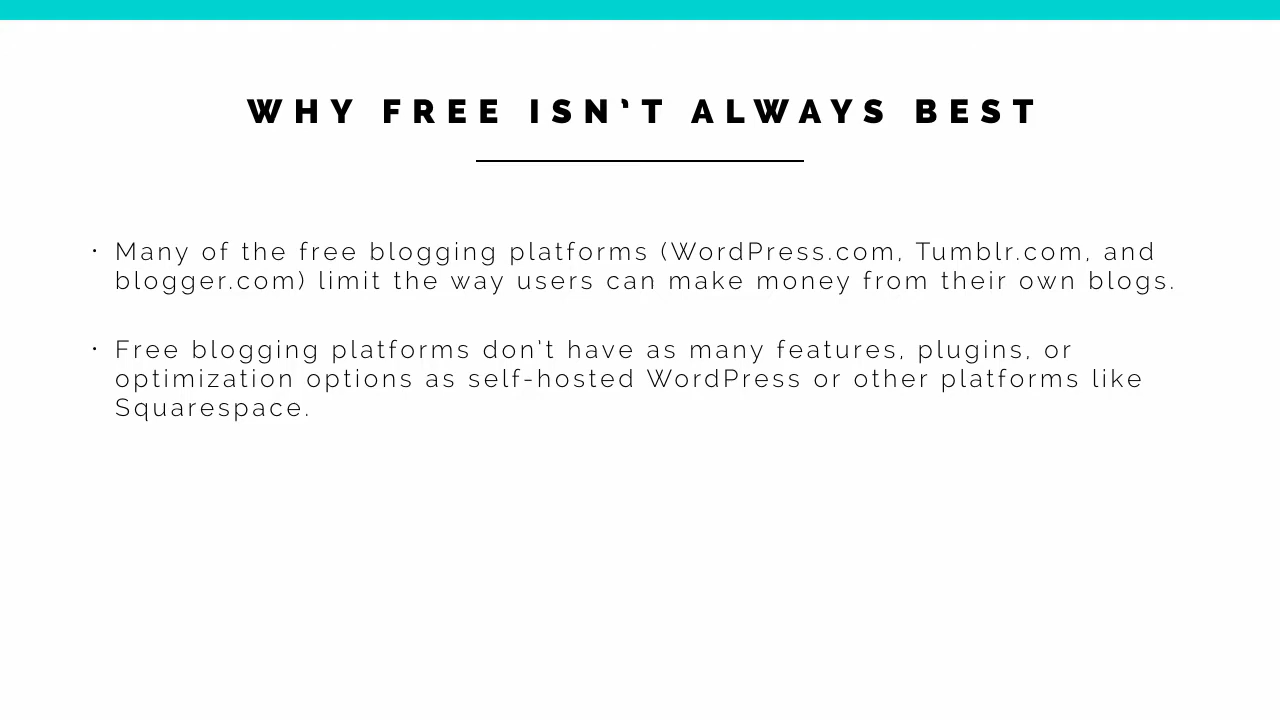 WHY FREE ISN'T ALWAYS BEST
· Many of the free blogging platforms (WordPress.com, Tumblr.com, and
blogger.com) limit the way users can make money from their own blogs.
· Free blogging platforms don't have as many features, plugins, or
optimization options as self-hosted WordPress or other platforms like
Squarespace.